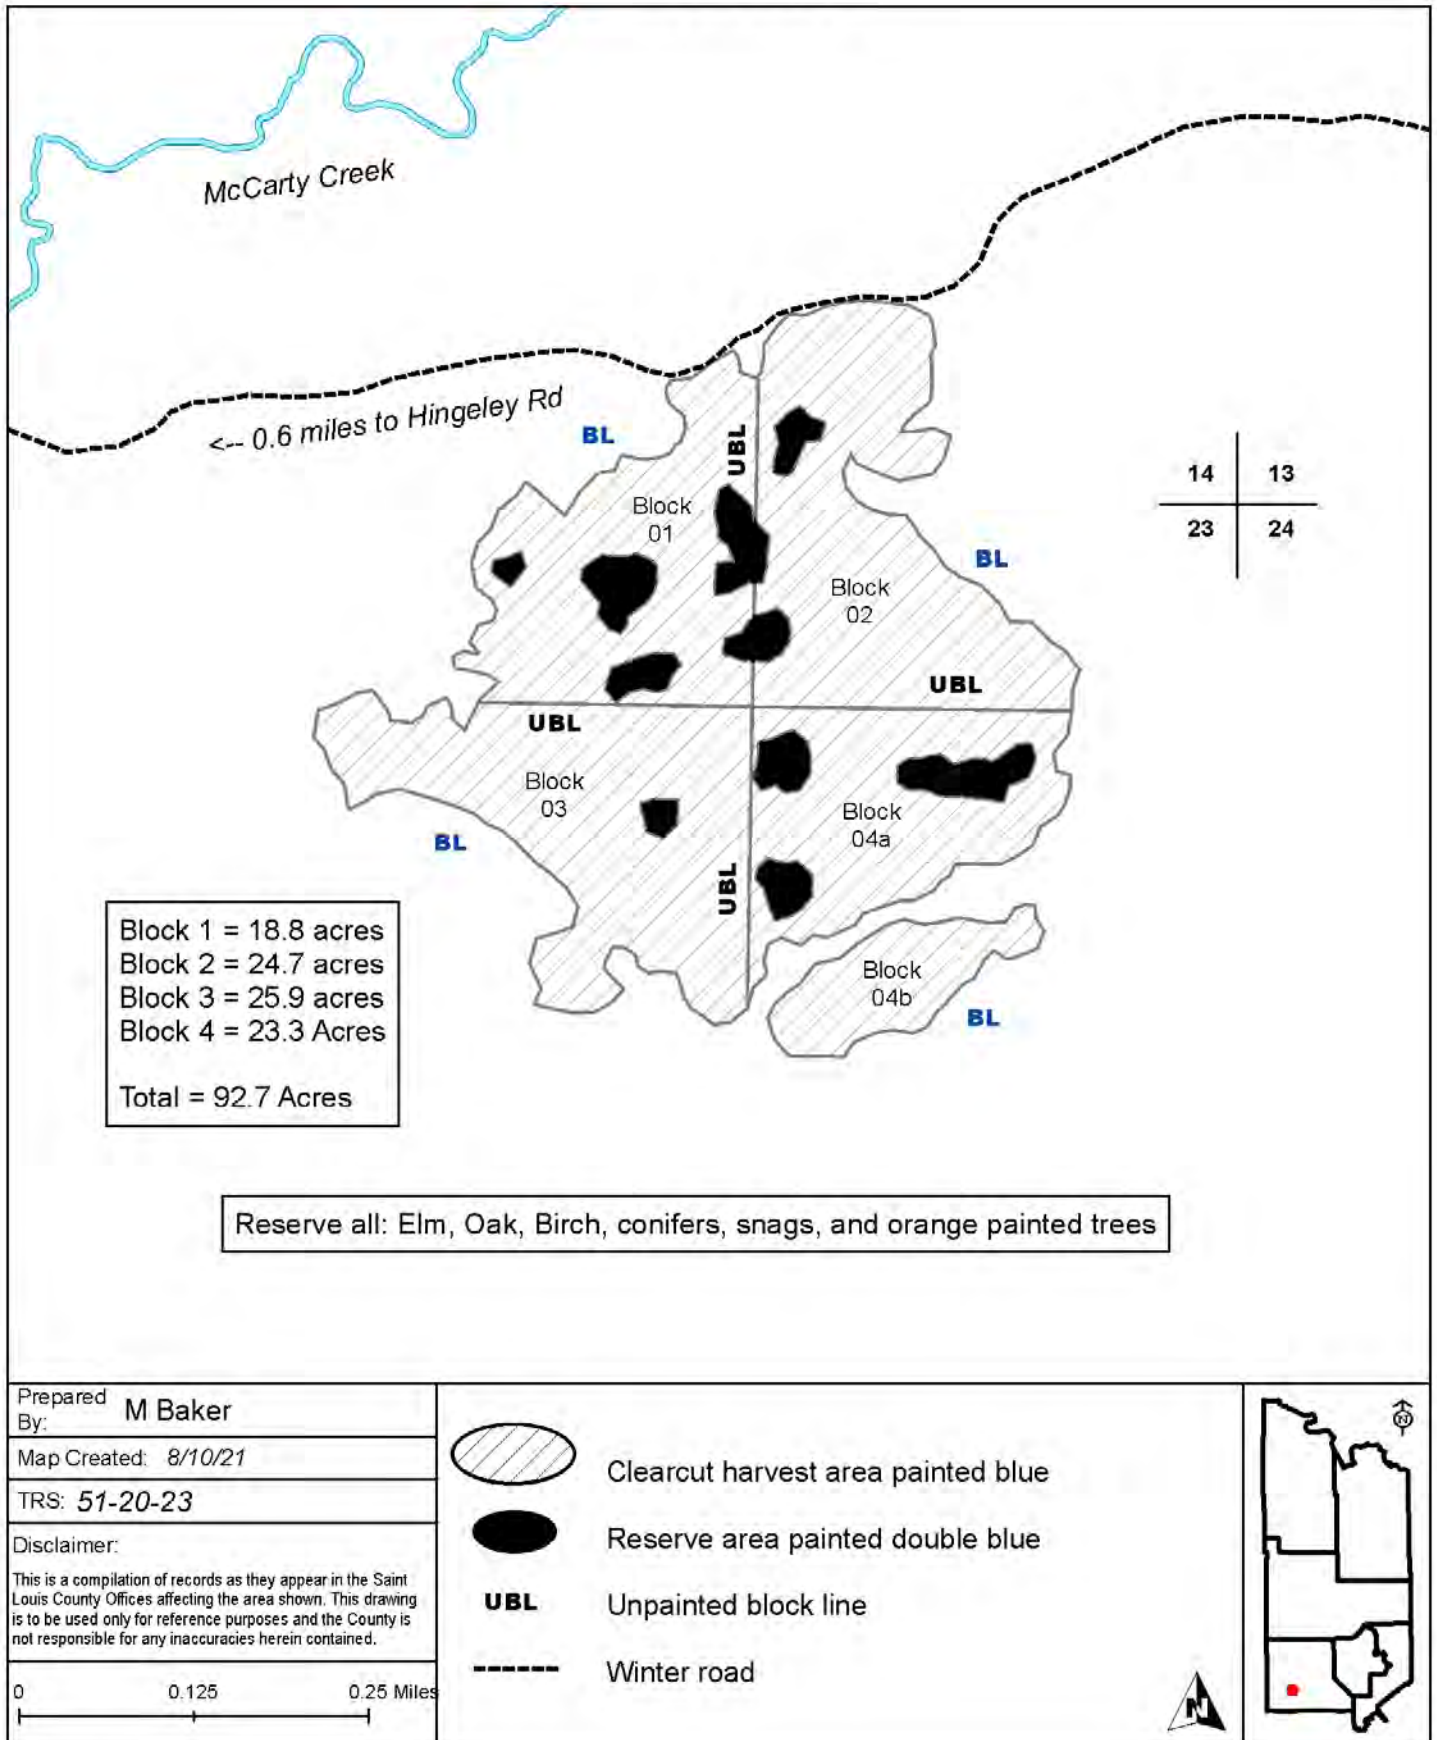 McCarty Creek
<-- 0.6 miles to Hingeley Rd
BL
UBL
Block
01
14 13
23 24
BL
Block
02
UBL
UBL
Block
03
Block
04a
BL
UBL
Block
04b
BL
Block 1 = 18.8 acres
Block 2 = 24.7 acres
Block 3 = 25.9 acres
Block 4 = 23.3 Acres
Total = 92.7 Acres
Reserve all: Elm, Oak, Birch, conifers, snags, and orange painted trees
Prepared
By: M Baker
Map Created: 8/10/21
TRS: 51-20-23
Disclaimer:
This is a compilation of records as they appear in the Saint
Louis County Offices affecting the area shown. This drawing
is to be used only for reference purposes and the County is
not responsible for any inaccuracies herein contained.
0 0.125 0.25 Miles
Clearcut harvest area painted blue
Reserve area painted double blue
UBL Unpainted block line
Winter road
N
N